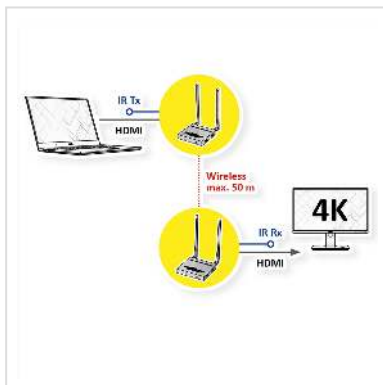 IR Tx
HDMI
Wireless
max. 50 m
4K
IR Rx
HDMI